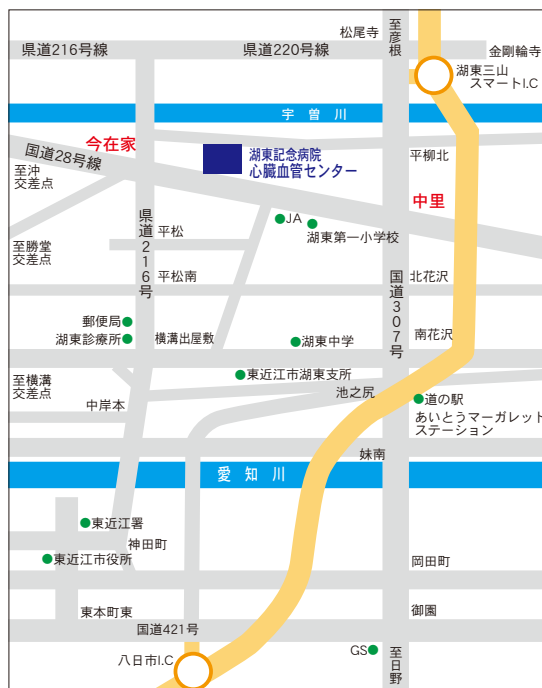 松尾寺
至彦根
県道216号線
県道220号線
金剛輪寺
湖東三山
スマートI.C
宇曽川
今在家
国道28号線
湖東記念病院
心臓血管センター
平柳北
至沖
交差点
中里
JA
湖東第一小学校
県道216号
平松
至勝堂
交差点
平松南
国道307号
北花沢
郵便局
湖東診療所
横溝出屋敷
湖東中学
南花沢
東近江市湖東支所
至横溝
交差点
中岸本
池之尻
道の駅
あいとうマーガレット
ステーション
妹南
愛知川
東近江署
神田町
東近江市役所
岡田町
東本町東
国道421号
御園
八日市I.C
GS
至日野